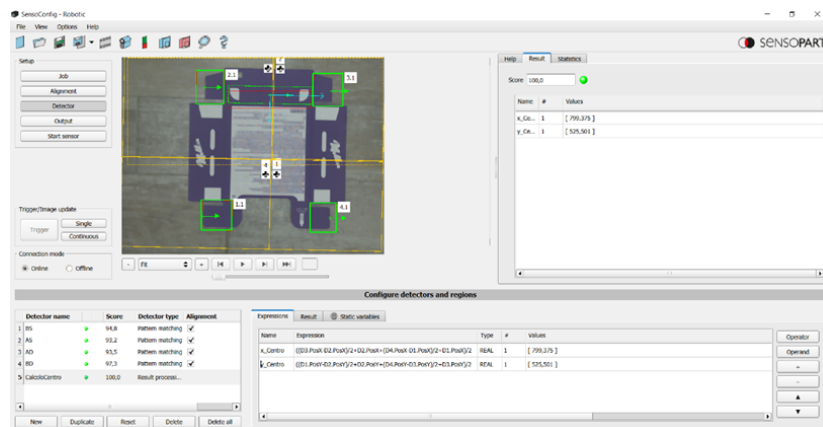 SensoConfig - Robotic
File View Options Help
SENSOPART
Setup
Job
Alignment
Detector
Output
Start sensor
Trigger/Image update
Trigger
Single
Continuous
Connection mode
Online Offline
2.1
2
3.1
4 1
1.1
4.1
- Fit +
Help Result Statistics
Score 100,0
Name # Values
x_Ce... 1 [ 799,375 ]
y_Ce... 1 [ 525,501 ]
Configure detectors and regions
Detector name Score Detector type Alignment
1 BS 94,8 Pattern matching
2 AS 93,2 Pattern matching
3 AD 93,5 Pattern matching
4 BD 97,3 Pattern matching
5 CalcoloCentro 100,0 Result processi...
New Duplicate Reset Delete Delete all
Expressions Result Static variables
Name Expression Type # Values
x_Centro (((D3.PosX-D2.PosX)/2+D2.PosX+(D4.PosX-D1.PosX)/2+D1.PosX)/2 REAL 1 [ 799,375 ]
y_Centro (((D1.PosY-D2.PosY)/2+D2.PosY+(D4.PosY-D3.PosY)/2+D3.PosY)/2 REAL 1 [ 525,501 ]
Operator
Operand
+
-